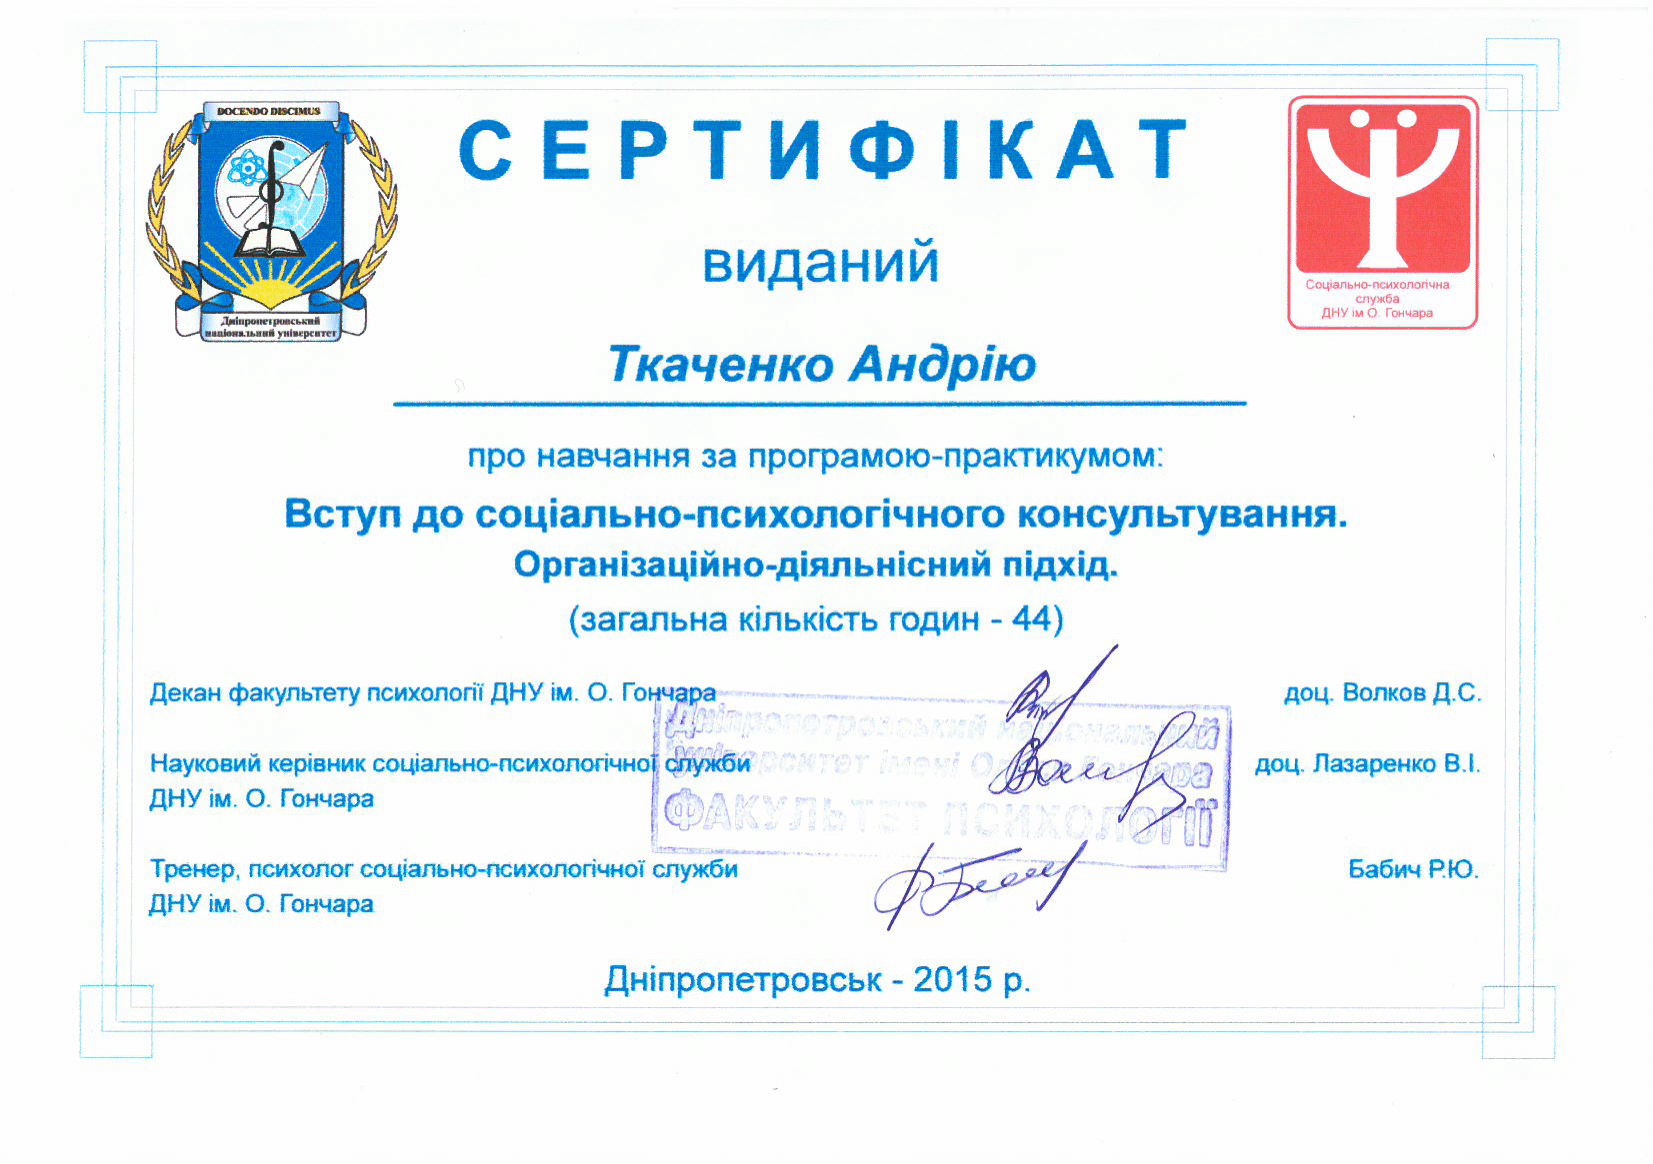 DOCENDO DISCIMUS
Дніпропетровський
національний університет
СЕРТИФІКАТ
Соціально-психологічна
служба
ДНУ ім О. Гончара
виданий
Ткаченко Андрію
про навчання за програмою-практикумом:
Вступ до соціально-психологічного консультування.
Організаційно-діяльнісний підхід.
(загальна кількість годин - 44)
Декан факультету психології ДНУ ім. О. Гончара
доц. Волков Д.С.
Дніпропетровський національний
університет імені Олеся Гончара
ФАКУЛЬТЕТ ПСИХОЛОГІЇ
Науковий керівник соціально-психологічної служби
ДНУ ім. О. Гончара
доц. Лазаренко В.І.
Тренер, психолог соціально-психологічної служби
ДНУ ім. О. Гончара
Бабич Р.Ю.
Дніпропетровськ - 2015 р.